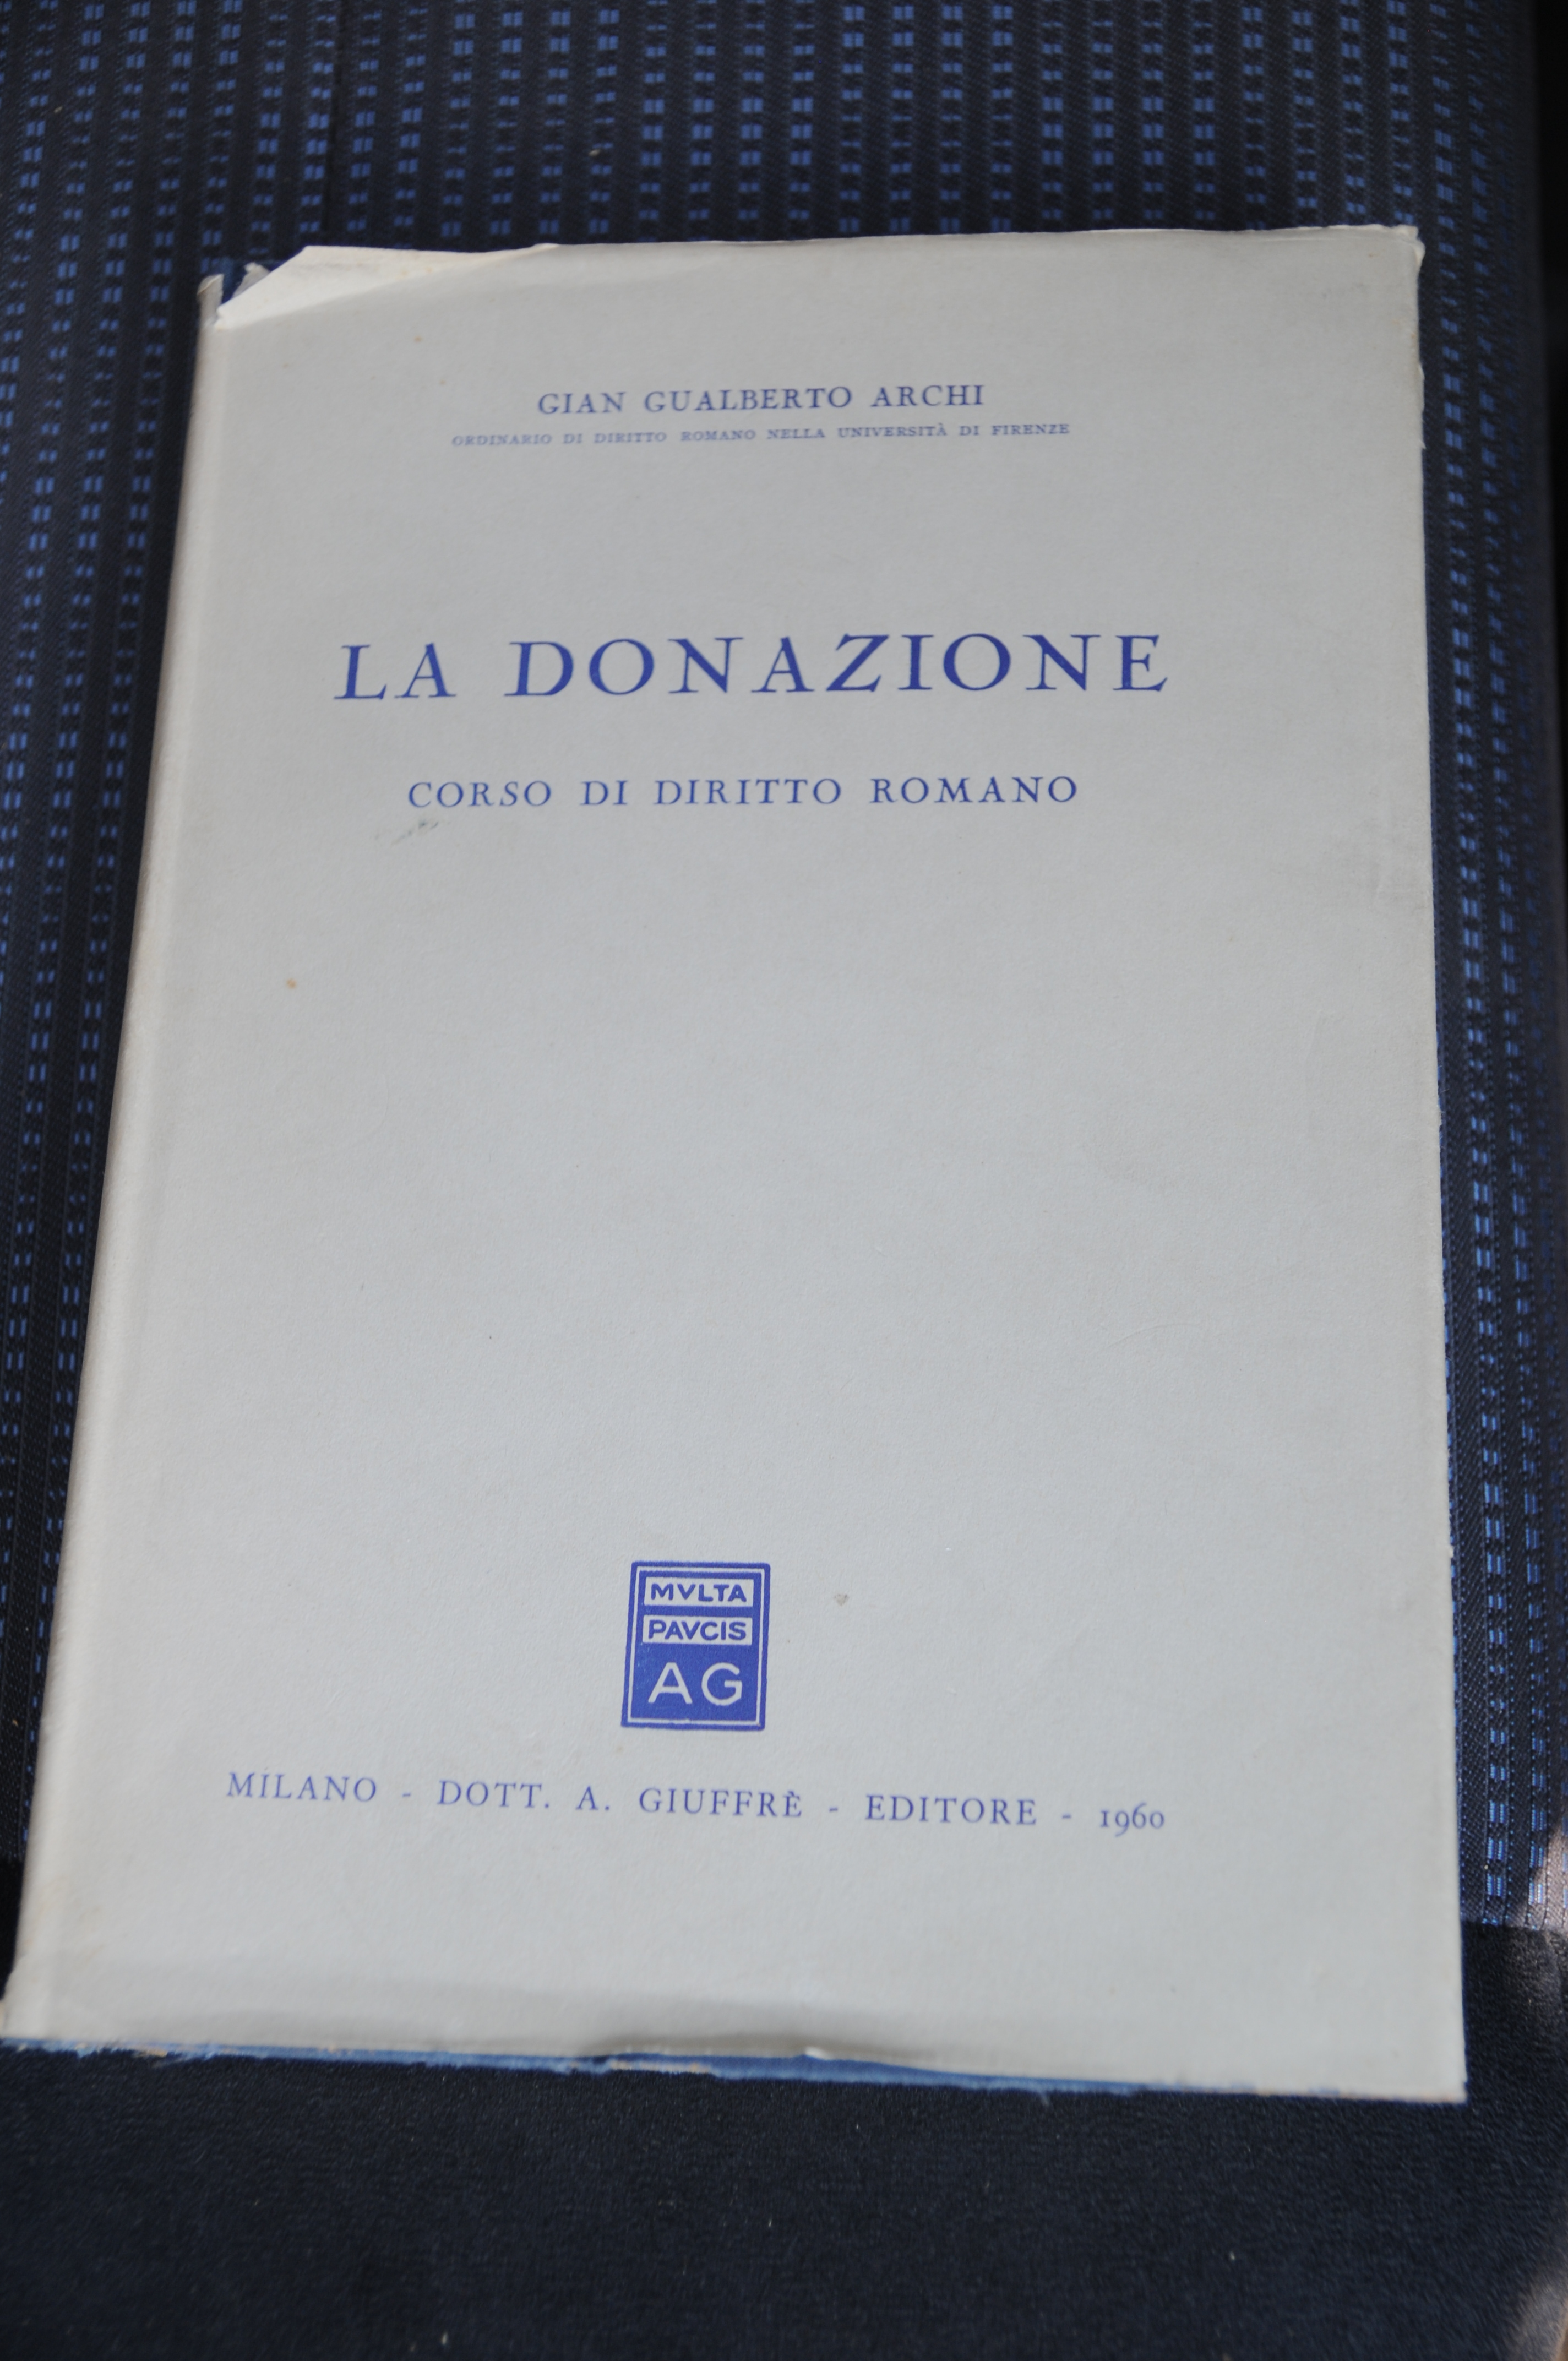 GIAN GUALBERTO ARCHI
ORDINARIO DI DIRITTO ROMANO NELLA UNIVERSITÀ DI FIRENZE
LA DONAZIONE
CORSO DI DIRITTO ROMANO
MVLTA
PAVCIS
AG
MILANO - DOTT. A. GIUFFRÈ - EDITORE - 1960